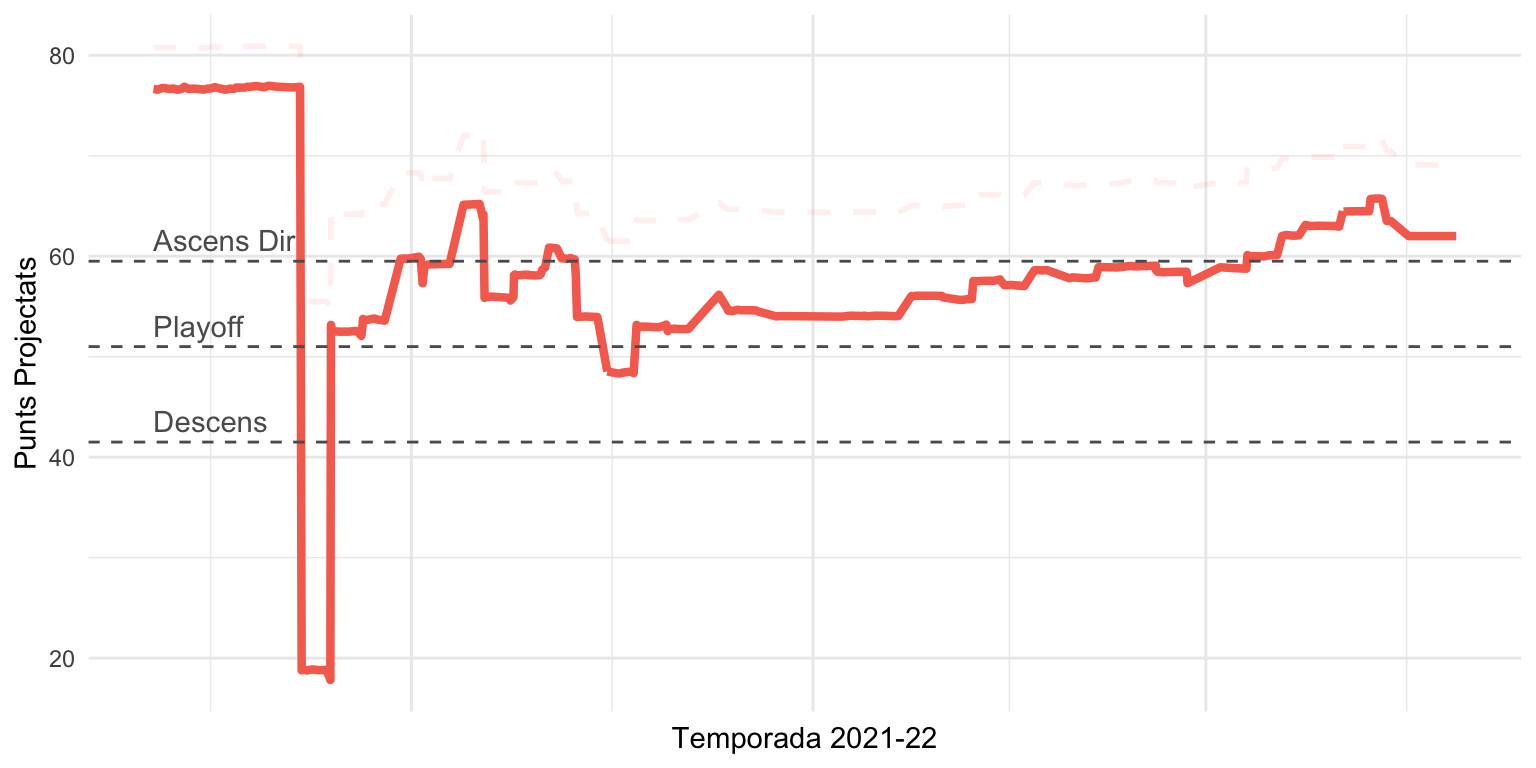 80
60
40
20
Punts Projectats
Ascens Dir
Playoff
Descens
Temporada 2021-22